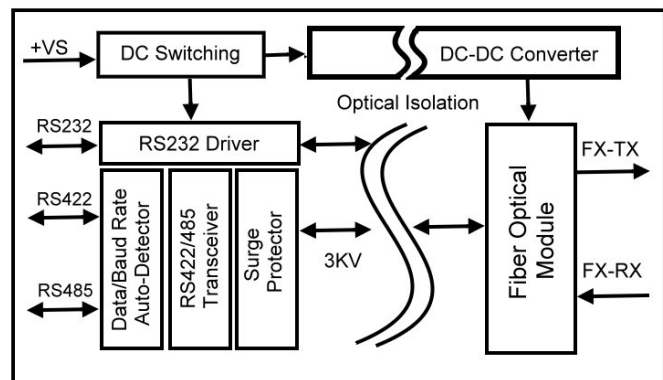 +VS
DC Switching
DC-DC Converter
Optical Isolation
RS232
RS232 Driver
FX-TX
RS422
RS485
Data/Baud Rate
Auto-Detector
RS422/485
Transceiver
Surge
Protector
3KV
Fiber Optical
Module
FX-RX